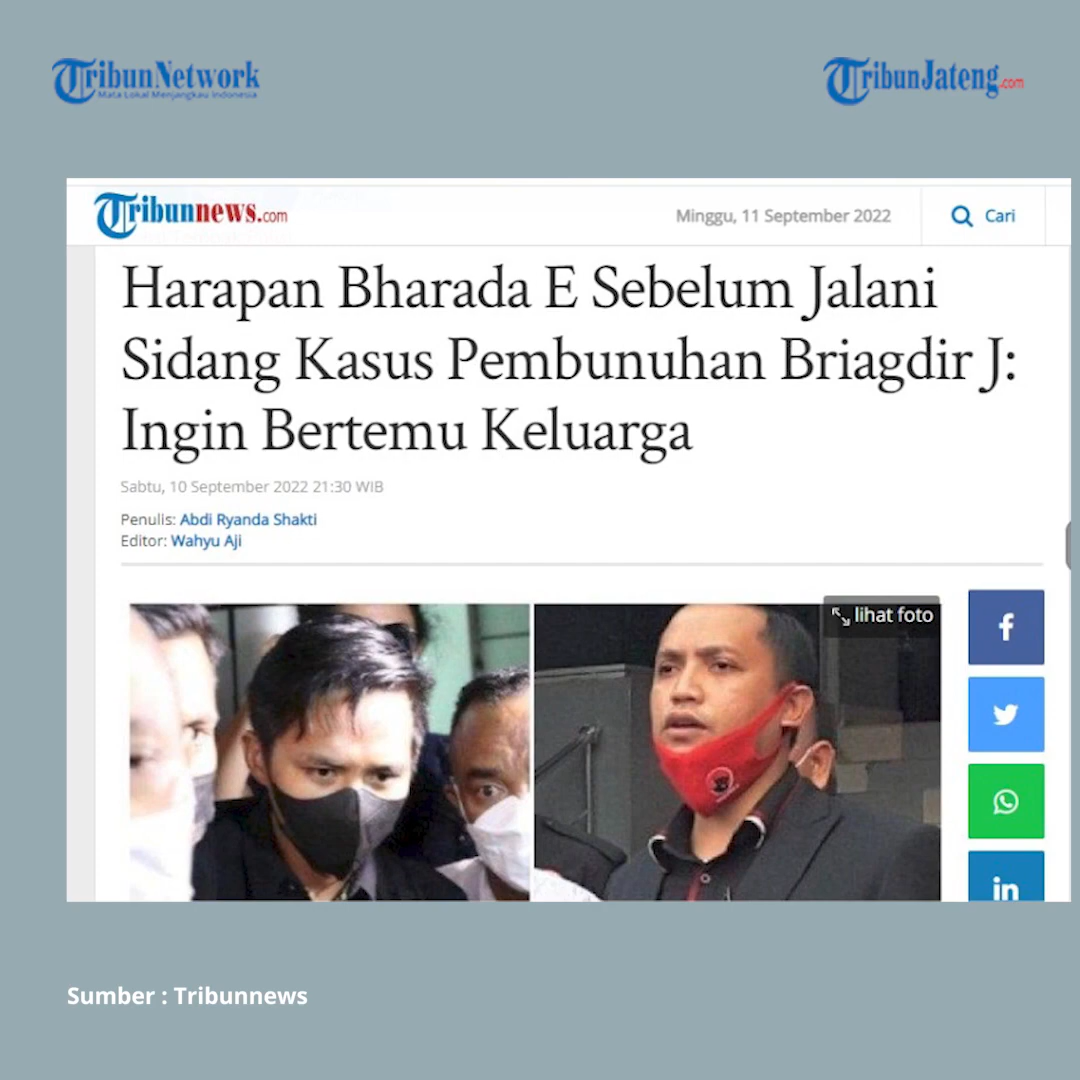 TribunNetwork
Mata Lokal Menjangkau Indonesia
TribunJateng.com
Tribunnews.com
Minggu, 11 September 2022
Cari
Harapan Bharada E Sebelum Jalani
Sidang Kasus Pembunuhan Briagdir J:
Ingin Bertemu Keluarga
Sabtu, 10 September 2022 21:30 WIB
Penulis: Abdi Ryanda Shakti
Editor: Wahyu Aji
lihat foto
f
in
Sumber : Tribunnews